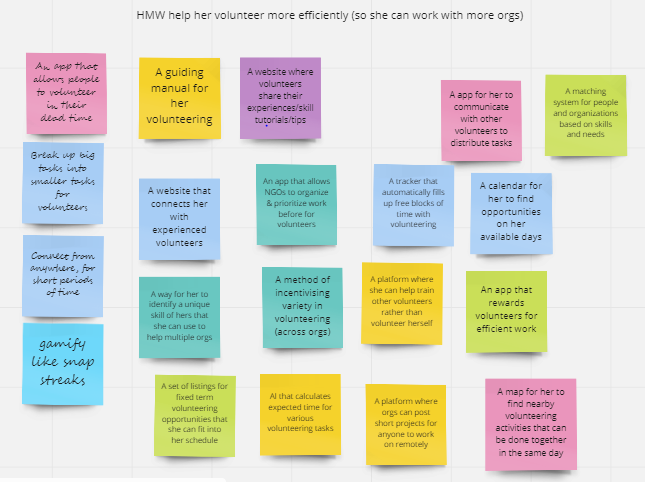 HMW help her volunteer more efficiently (so she can work with more orgs)
An app that
allows people
to volunteer
in their
dead time
A guiding
manual for
her
volunteering
A website where
volunteers
share their
experiences/skill
tutorials/tips
A app for her to
communicate
with other
volunteers to
distribute tasks
A matching
system for people
and organizations
based on skills
and needs
Break up big
tasks into
smaller tasks
for
volunteers
A website that
connects her
with
experienced
volunteers
An app that allows
NGOs to organize
& prioritize work
before for
volunteers
A tracker that
automatically fills
up free blocks of
time with
volunteering
A calendar for
her to find
opportunities
on her
available days
Connect from
anywhere, for
short periods
of time
A way for her to
identify a unique
skill of hers that
she can use to
help multiple orgs
A method of
incentivising
variety in
volunteering
(across orgs)
A platform where
she can help train
other volunteers
rather than
volunteer herself
An app that
rewards
volunteers for
efficient work
gamify
like snap
streaks
A set of listings for
fixed term
volunteering
opportunities that
she can fit into
her schedule
AI that calculates
expected time for
various
volunteering tasks
A platform where
orgs can post
short projects for
anyone to work
on remotely
A map for her to
find nearby
volunteering
activities that can
be done together
in the same day